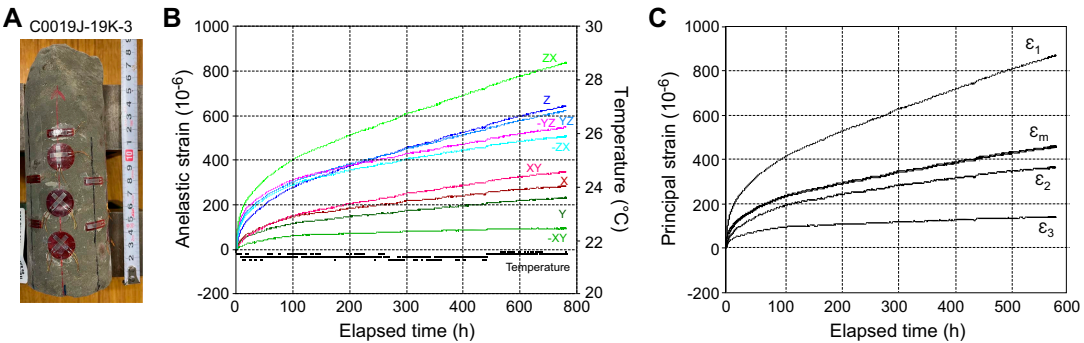 A
C0019J-19K-3
B
1000
800
600
400
200
0
-200
Anelastic strain (10-6)
0
100
200
300
400
500
600
680
Elapsed time (h)
30
28
26
24
22
20
Temperature (°C)
ZX
Z
YZ
-YZ
-ZX
XY
X
Y
-XY
Temperature
C
1000
800
600
400
200
0
-200
Principal strain (10-6)
0
100
200
300
400
500
600
Elapsed time (h)
ε1
εm
ε2
ε3